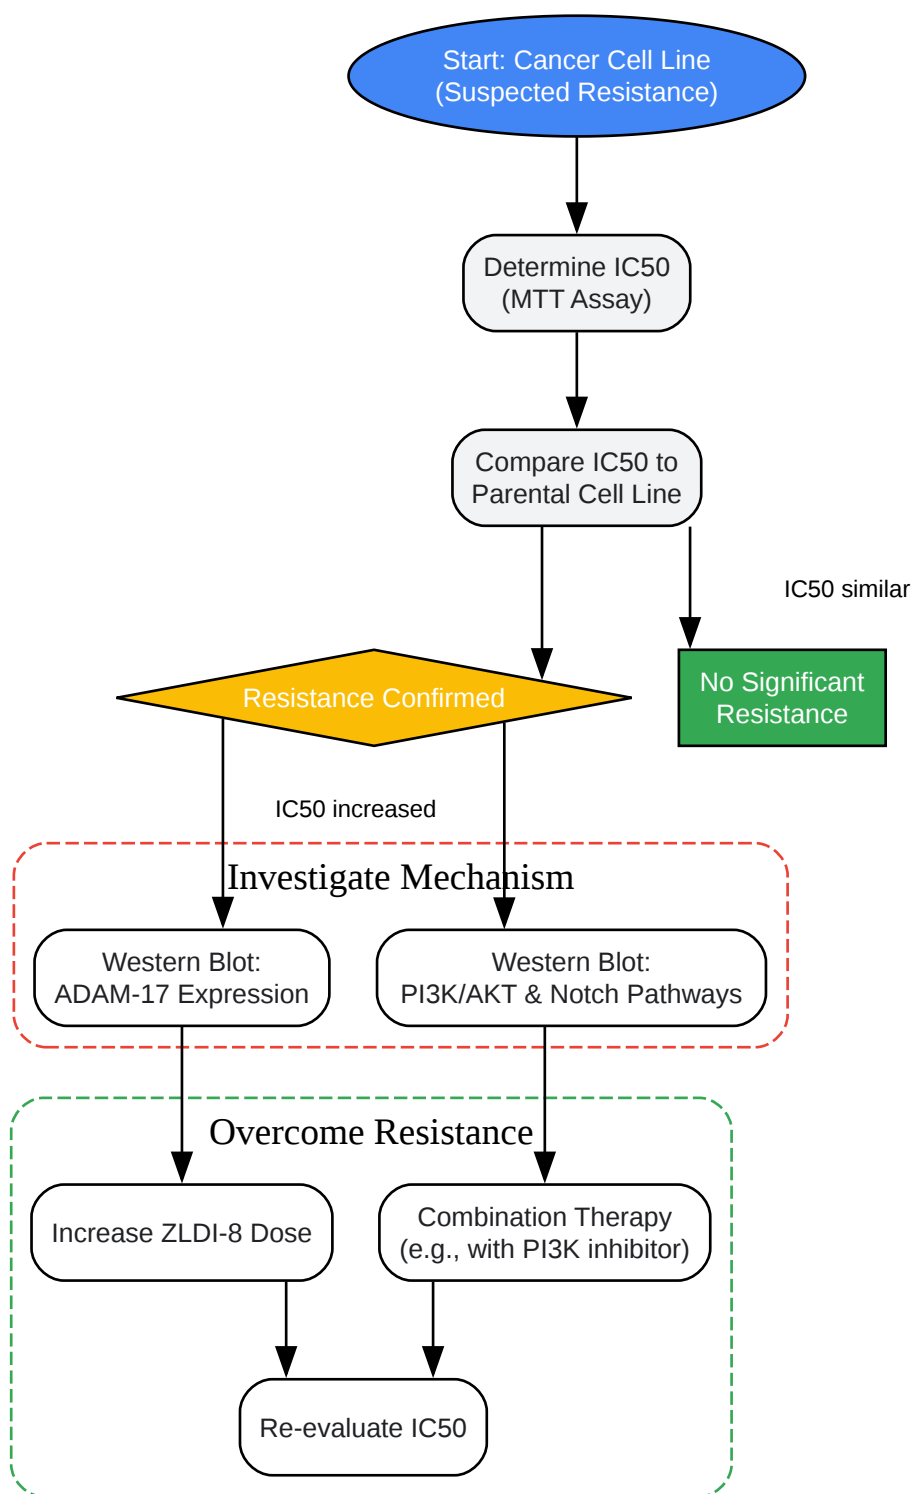 Start: Cancer Cell Line
(Suspected Resistance)
Determine IC50
(MTT Assay)
Compare IC50 to
Parental Cell Line
IC50 similar
No Significant
Resistance
Resistance Confirmed
IC50 increased
Investigate Mechanism
Western Blot:
ADAM-17 Expression
Western Blot:
PI3K/AKT & Notch Pathways
Overcome Resistance
Increase ZLDI-8 Dose
Combination Therapy
(e.g., with PI3K inhibitor)
Re-evaluate IC50